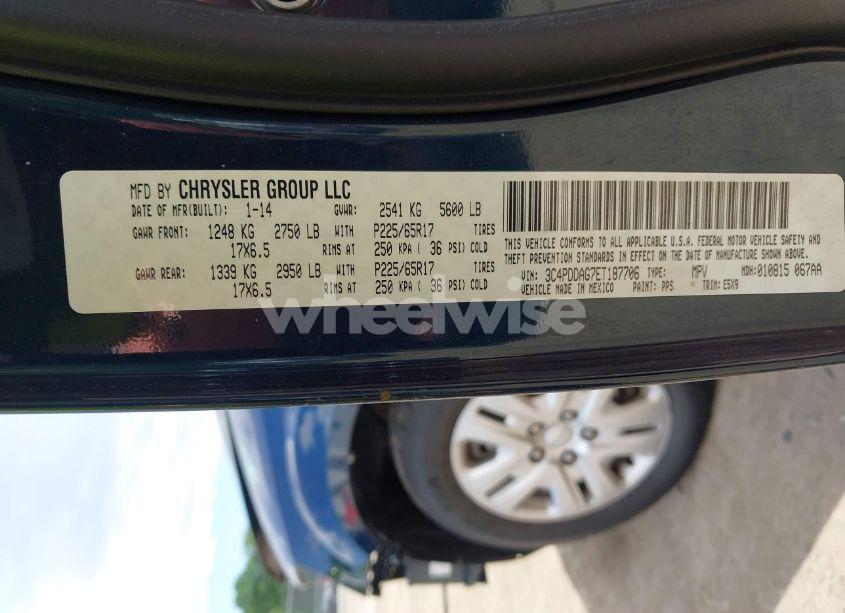 MFD BY CHRYSLER GROUP LLC
DATE OF MFR(BUILT): 1-14 GVWR: 2541 KG 5600 LB
GAWR FRONT: 1248 KG 2750 LB WITH P225/65R17 TIRES
17X6.5 RIMS AT 250 KPA ( 36 PSI) COLD
GAWR REAR: 1339 KG 2950 LB WITH P225/65R17 TIRES
17X6.5 RIMS AT 250 KPA ( 36 PSI) COLD
THIS VEHICLE CONFORMS TO ALL APPLICABLE U.S.A. FEDERAL MOTOR VEHICLE SAFETY AND
THEFT PREVENTION STANDARDS IN EFFECT ON THE DATE OF MANUFACTURE SHOWN ABOVE.
VIN: 3C4PDDAG7ET187706 TYPE: MPV MDH:010815 067AA
VEHICLE MADE IN MEXICO PAINT: PPS TRIM: E5X9
wheelwise